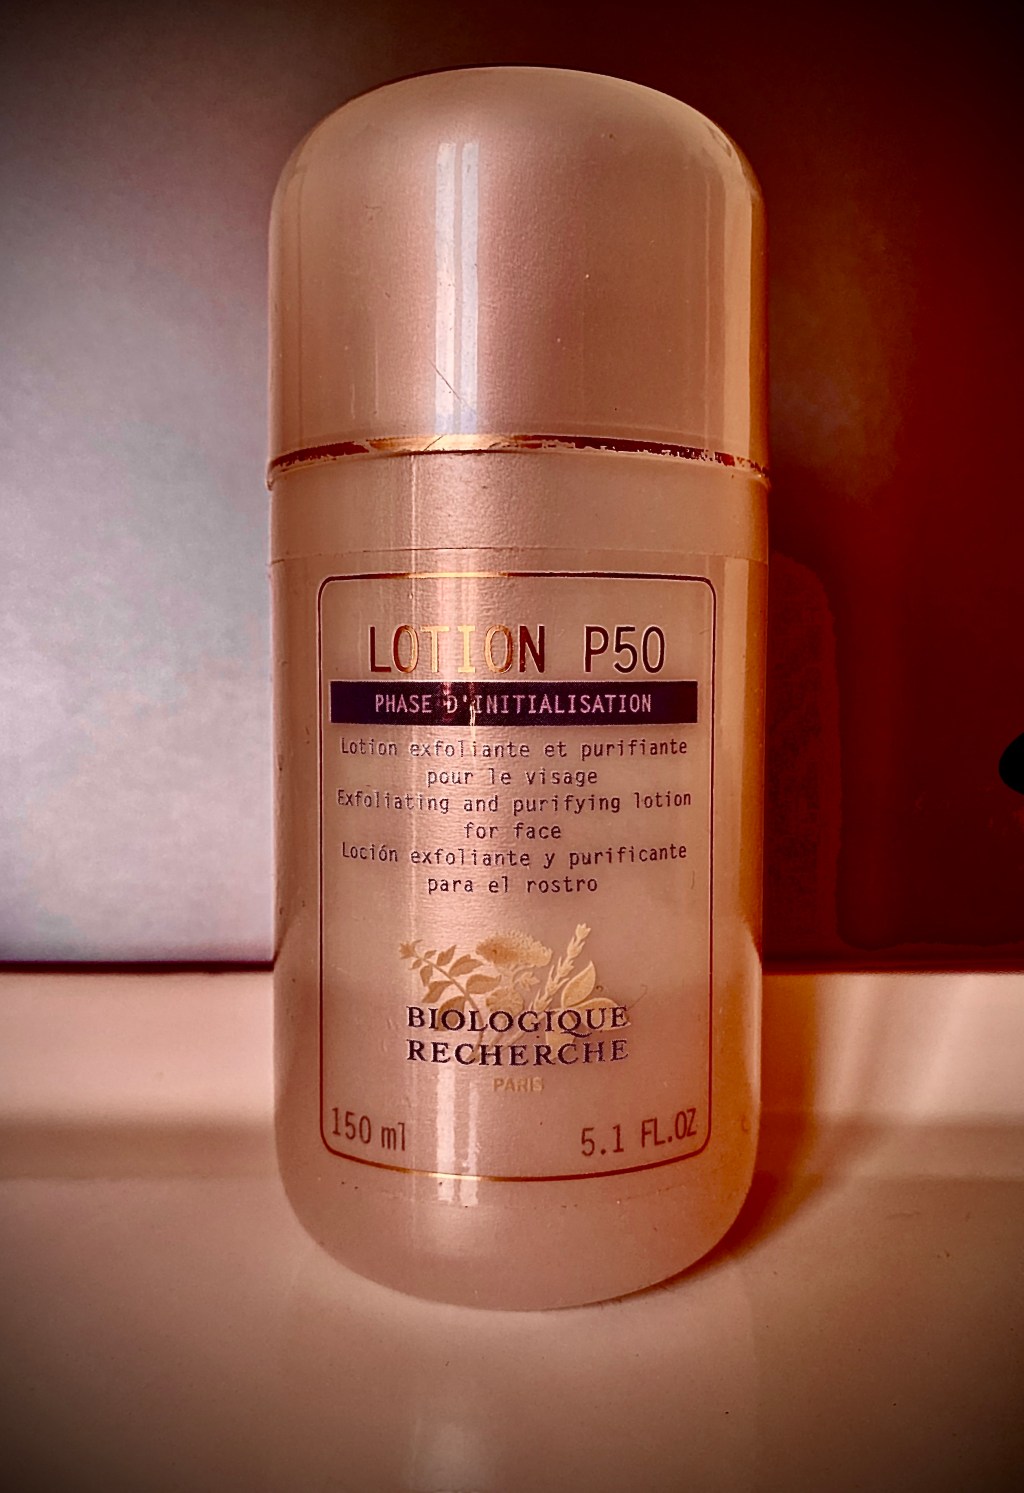 LOTION P50
PHASE D'INITIALISATION
Lotion exfoliante et purifiante
pour le visage
Exfoliating and purifying lotion
for face
Loción exfoliante y purificante
para el rostro
BIOLOGIQUE
RECHERCHE
PARIS
150 ml 5.1 FL.OZ